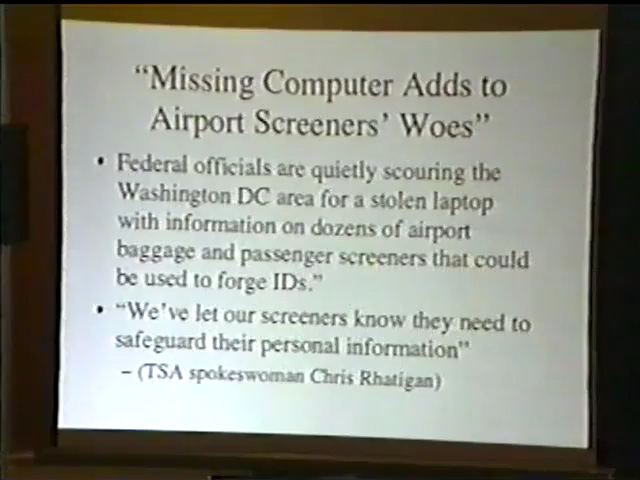 “Missing Computer Adds to
Airport Screeners’ Woes”
• Federal officials are quietly scouring the
Washington DC area for a stolen laptop
with information on dozens of airport
baggage and passenger screeners that could
be used to forge IDs.”
• “We’ve let our screeners know they need to
safeguard their personal information”
– (TSA spokeswoman Chris Rhatigan)